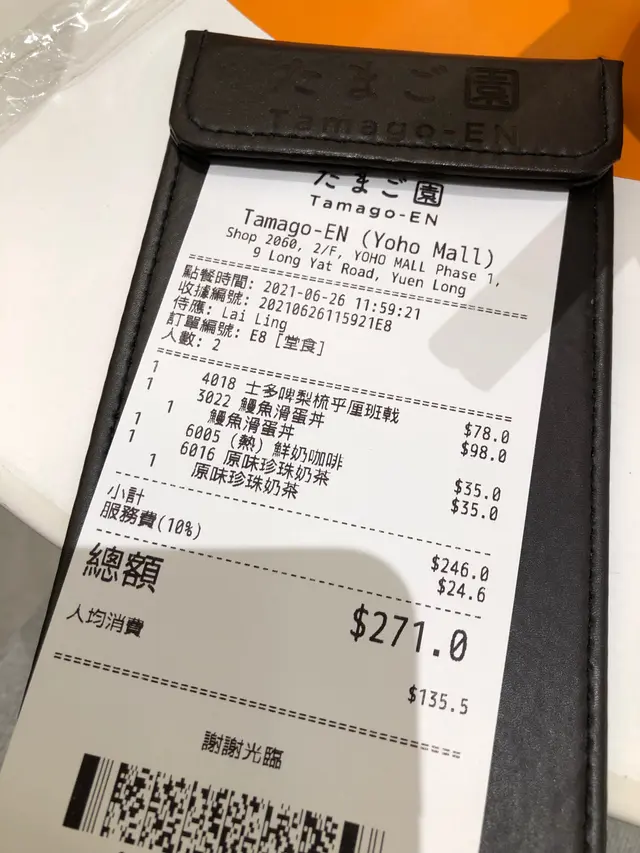 たまご園
Tamago-EN
たまご園
Tamago-EN
Tamago-EN (Yoho Mall)
Shop 2060, 2/F, YOHO MALL Phase 1,
9 Long Yat Road, Yuen Long
點餐時間: 2021-06-26 11:59:21
收據編號: 20210626115921E8
侍應: Lai Ling
訂單編號: E8 [堂食]
人數: 2
1 4018 士多啤梨梳乎厘班戟 $78.0
1 3022 鰻魚滑蛋丼 $98.0
1 鰻魚滑蛋丼
1 6005 (熱) 鮮奶咖啡 $35.0
1 6016 原味珍珠奶茶 $35.0
1 原味珍珠奶茶
小計 $246.0
服務費(10%) $24.6
總額 $271.0
人均消費 $135.5
謝謝光臨